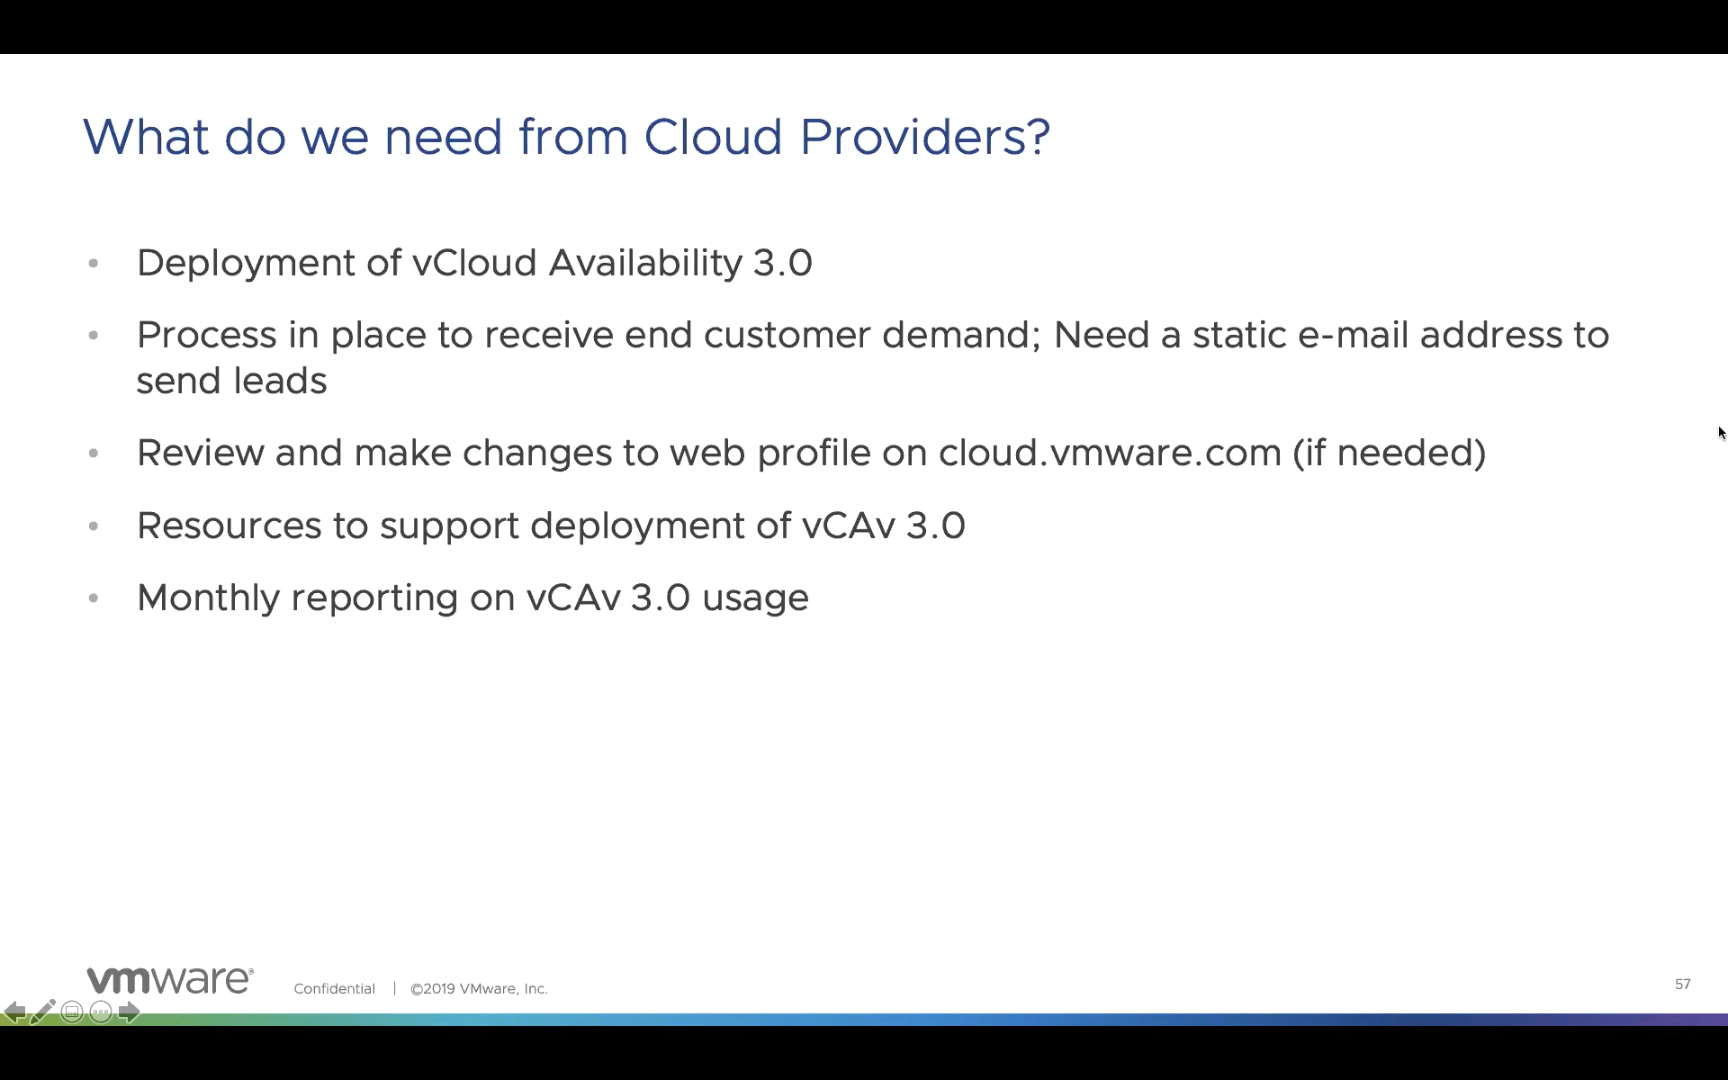 What do we need from Cloud Providers?
• Deployment of vCloud Availability 3.0
• Process in place to receive end customer demand; Need a static e-mail address to
send leads
• Review and make changes to web profile on cloud.vmware.com (if needed)
• Resources to support deployment of vCAv 3.0
• Monthly reporting on vCAv 3.0 usage
vmware® Confidential | ©2019 VMware, Inc. 57